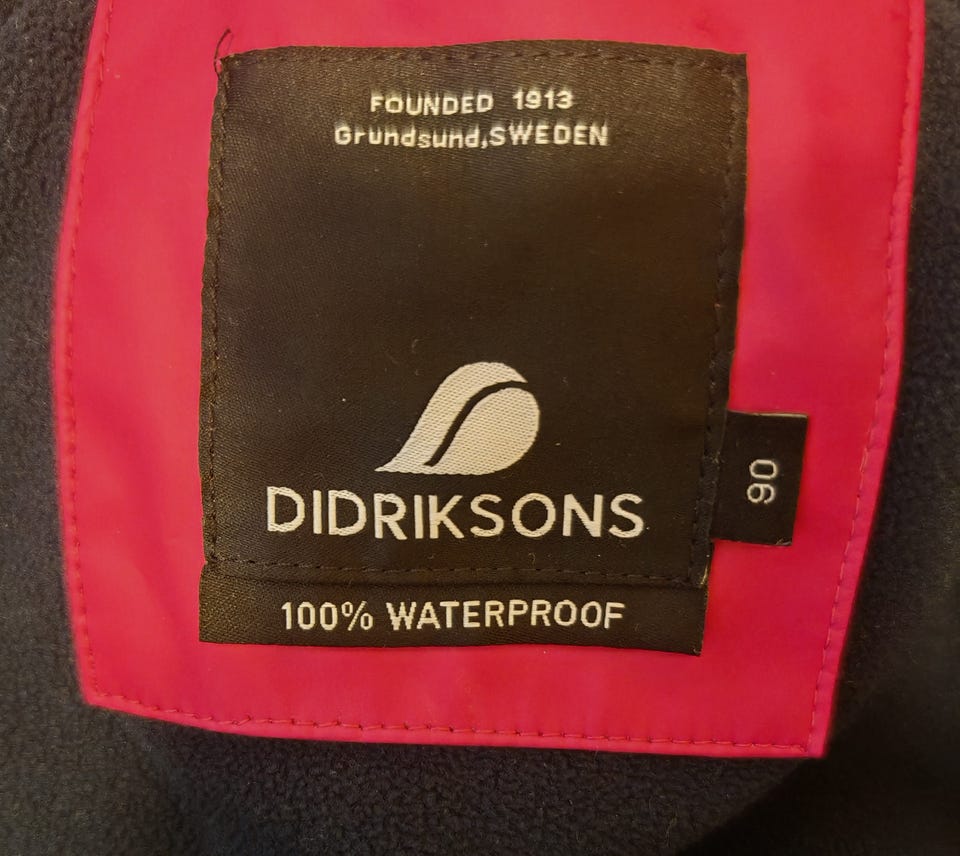 FOUNDED 1913
Grundsund,SWEDEN
DIDRIKSONS
90
100% WATERPROOF